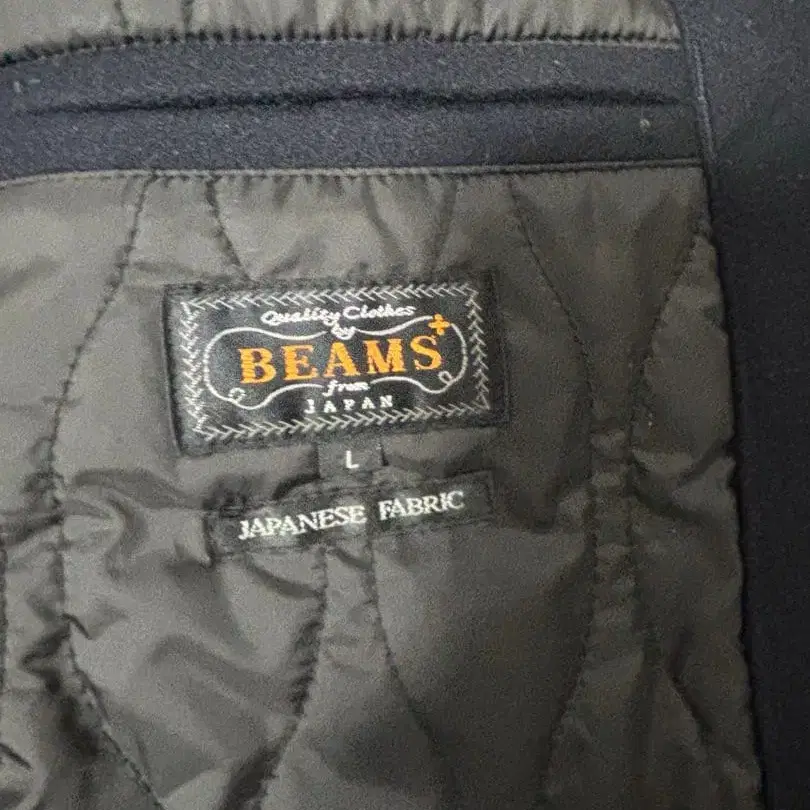 Quality Clothes
by
BEAMS+
from
JAPAN
L
JAPANESE FABRIC